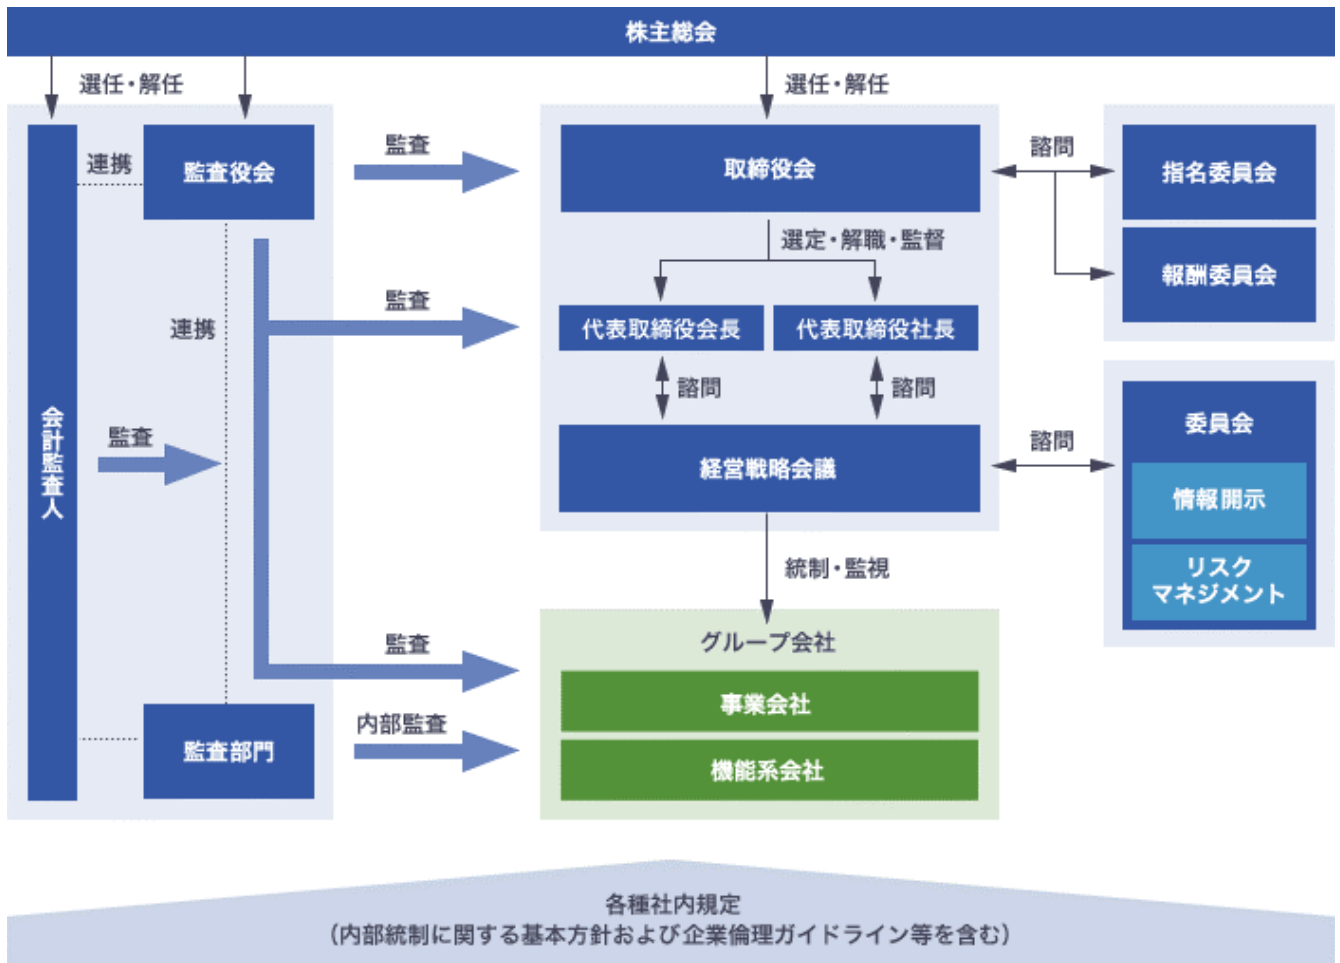 株主総会
選任・解任
選任・解任
連携
監査役会
監査
取締役会
諮問
指名委員会
選定・解職・監督
報酬委員会
連携
監査
代表取締役会長
代表取締役社長
諮問
諮問
会計監査人
監査
経営戦略会議
諮問
委員会
情報開示
リスク
マネジメント
統制・監視
監査
グループ会社
事業会社
内部監査
監査部門
機能系会社
各種社内規定
（内部統制に関する基本方針および企業倫理ガイドライン等を含む）